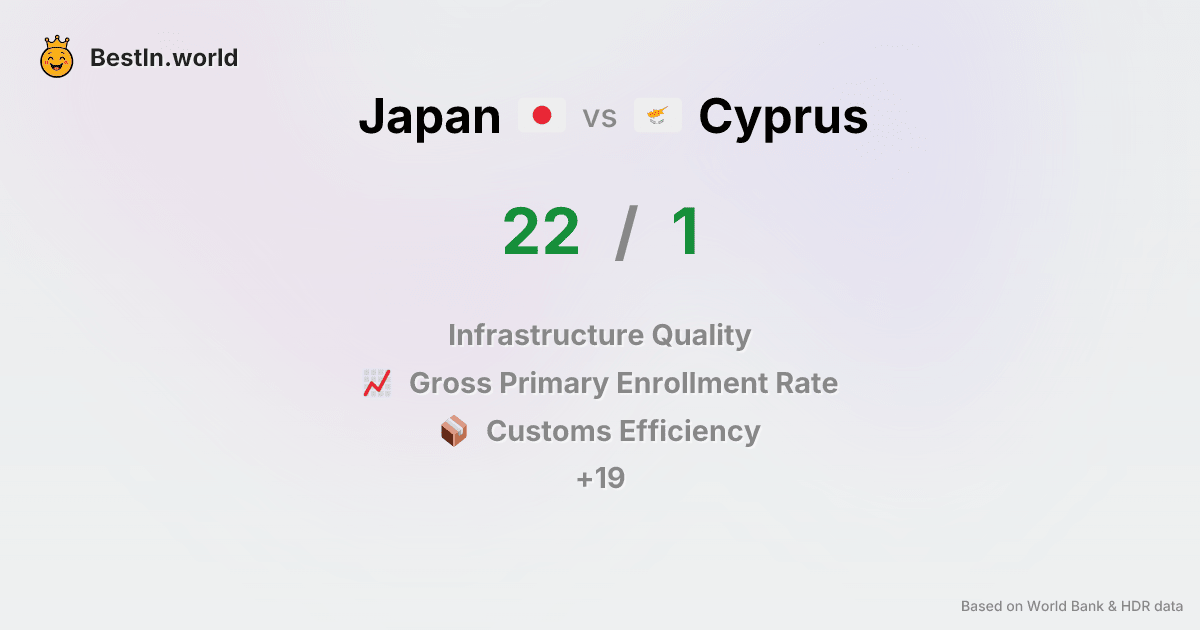 BestIn.world
Japan vs Cyprus
22 / 1
Infrastructure Quality
Gross Primary Enrollment Rate
Customs Efficiency
+19
Based on World Bank & HDR data